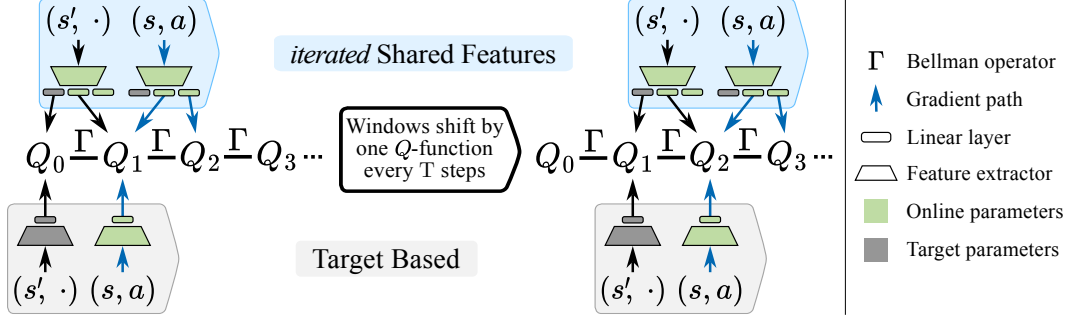 (s′, ·) (s, a)
iterated Shared Features
Q₀ Γ Q₁ Γ Q₂ Γ Q₃ ...
Target Based
(s′, ·) (s, a)
Windows shift by
one Q-function
every T steps
(s′, ·) (s, a)
Q₀ Γ Q₁ Γ Q₂ Γ Q₃ ...
(s′, ·) (s, a)
Γ Bellman operator
Gradient path
Linear layer
Feature extractor
Online parameters
Target parameters